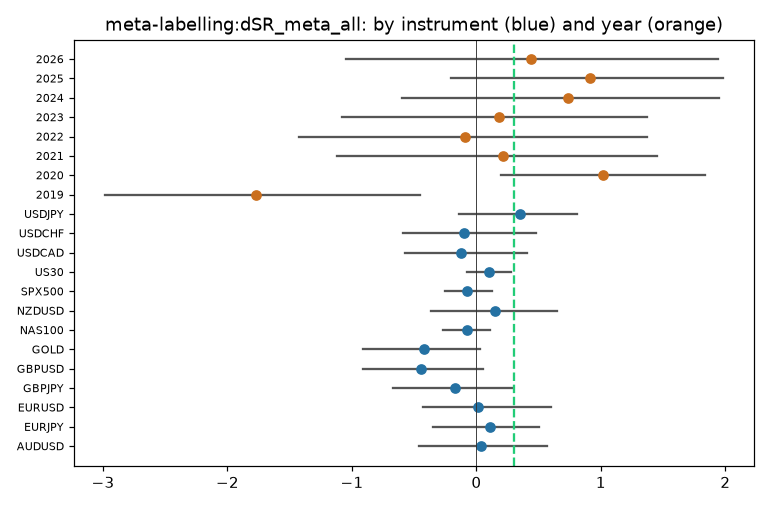 meta-labelling:dSR_meta_all: by instrument (blue) and year (orange)
2026
2025
2024
2023
2022
2021
2020
2019
USDJPY
USDCHF
USDCAD
US30
SPX500
NZDUSD
NAS100
GOLD
GBPUSD
GBPJPY
EURUSD
EURJPY
AUDUSD
−3 −2 −1 0 1 2